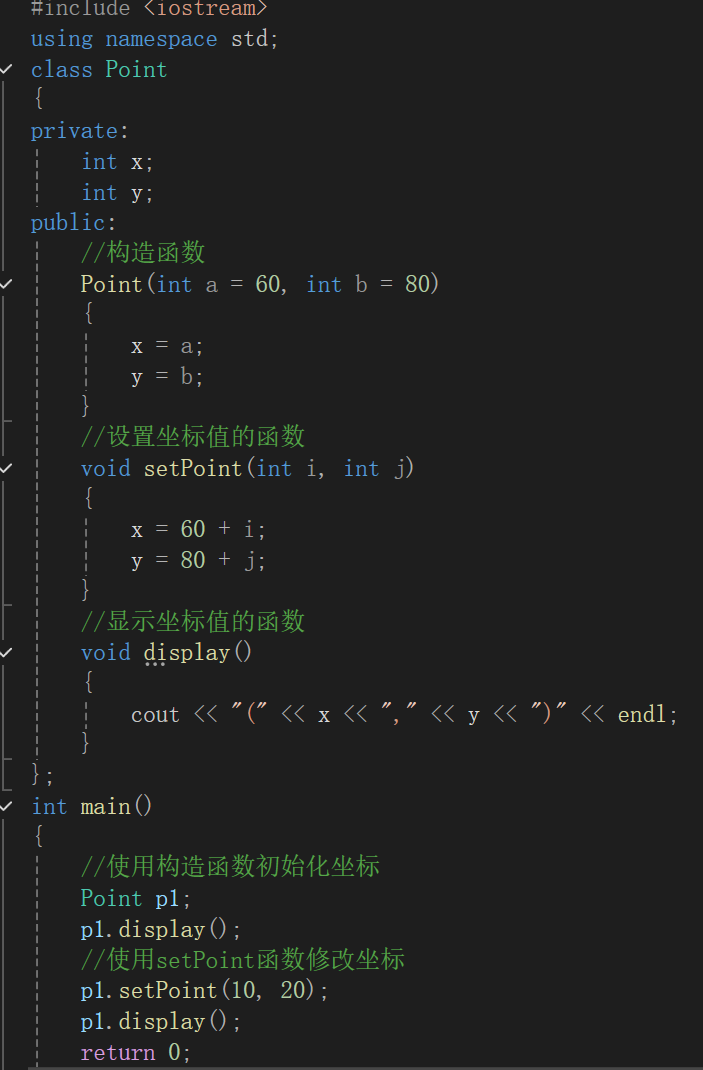 #include <iostream>
using namespace std;
class Point
{
private:
int x;
int y;
public:
//构造函数
Point(int a = 60, int b = 80)
{
x = a;
y = b;
}
//设置坐标值的函数
void setPoint(int i, int j)
{
x = 60 + i;
y = 80 + j;
}
//显示坐标值的函数
void display()
{
cout << "(" << x << "," << y << ")" << endl;
}
};
int main()
{
//使用构造函数初始化坐标
Point p1;
p1.display();
//使用setPoint函数修改坐标
p1.setPoint(10, 20);
p1.display();
return 0;